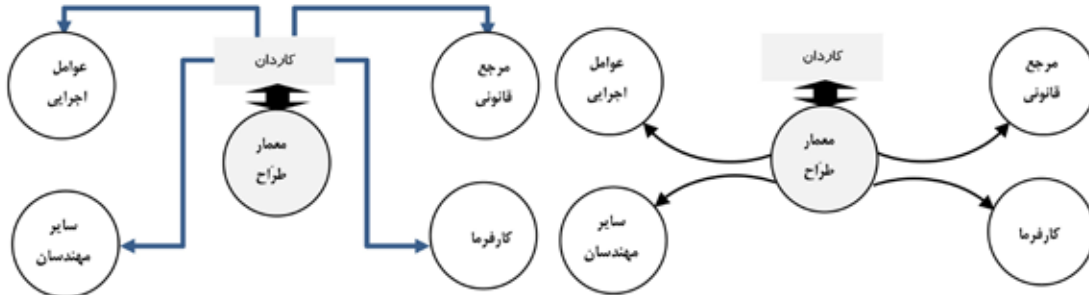 کاردان
مرجع
قانونی
عوامل
اجرایی
معمار
طرّاح
کارفرما
سایر
مهندسان
کاردان
مرجع
قانونی
عوامل
اجرایی
معمار
طرّاح
کارفرما
سایر
مهندسان